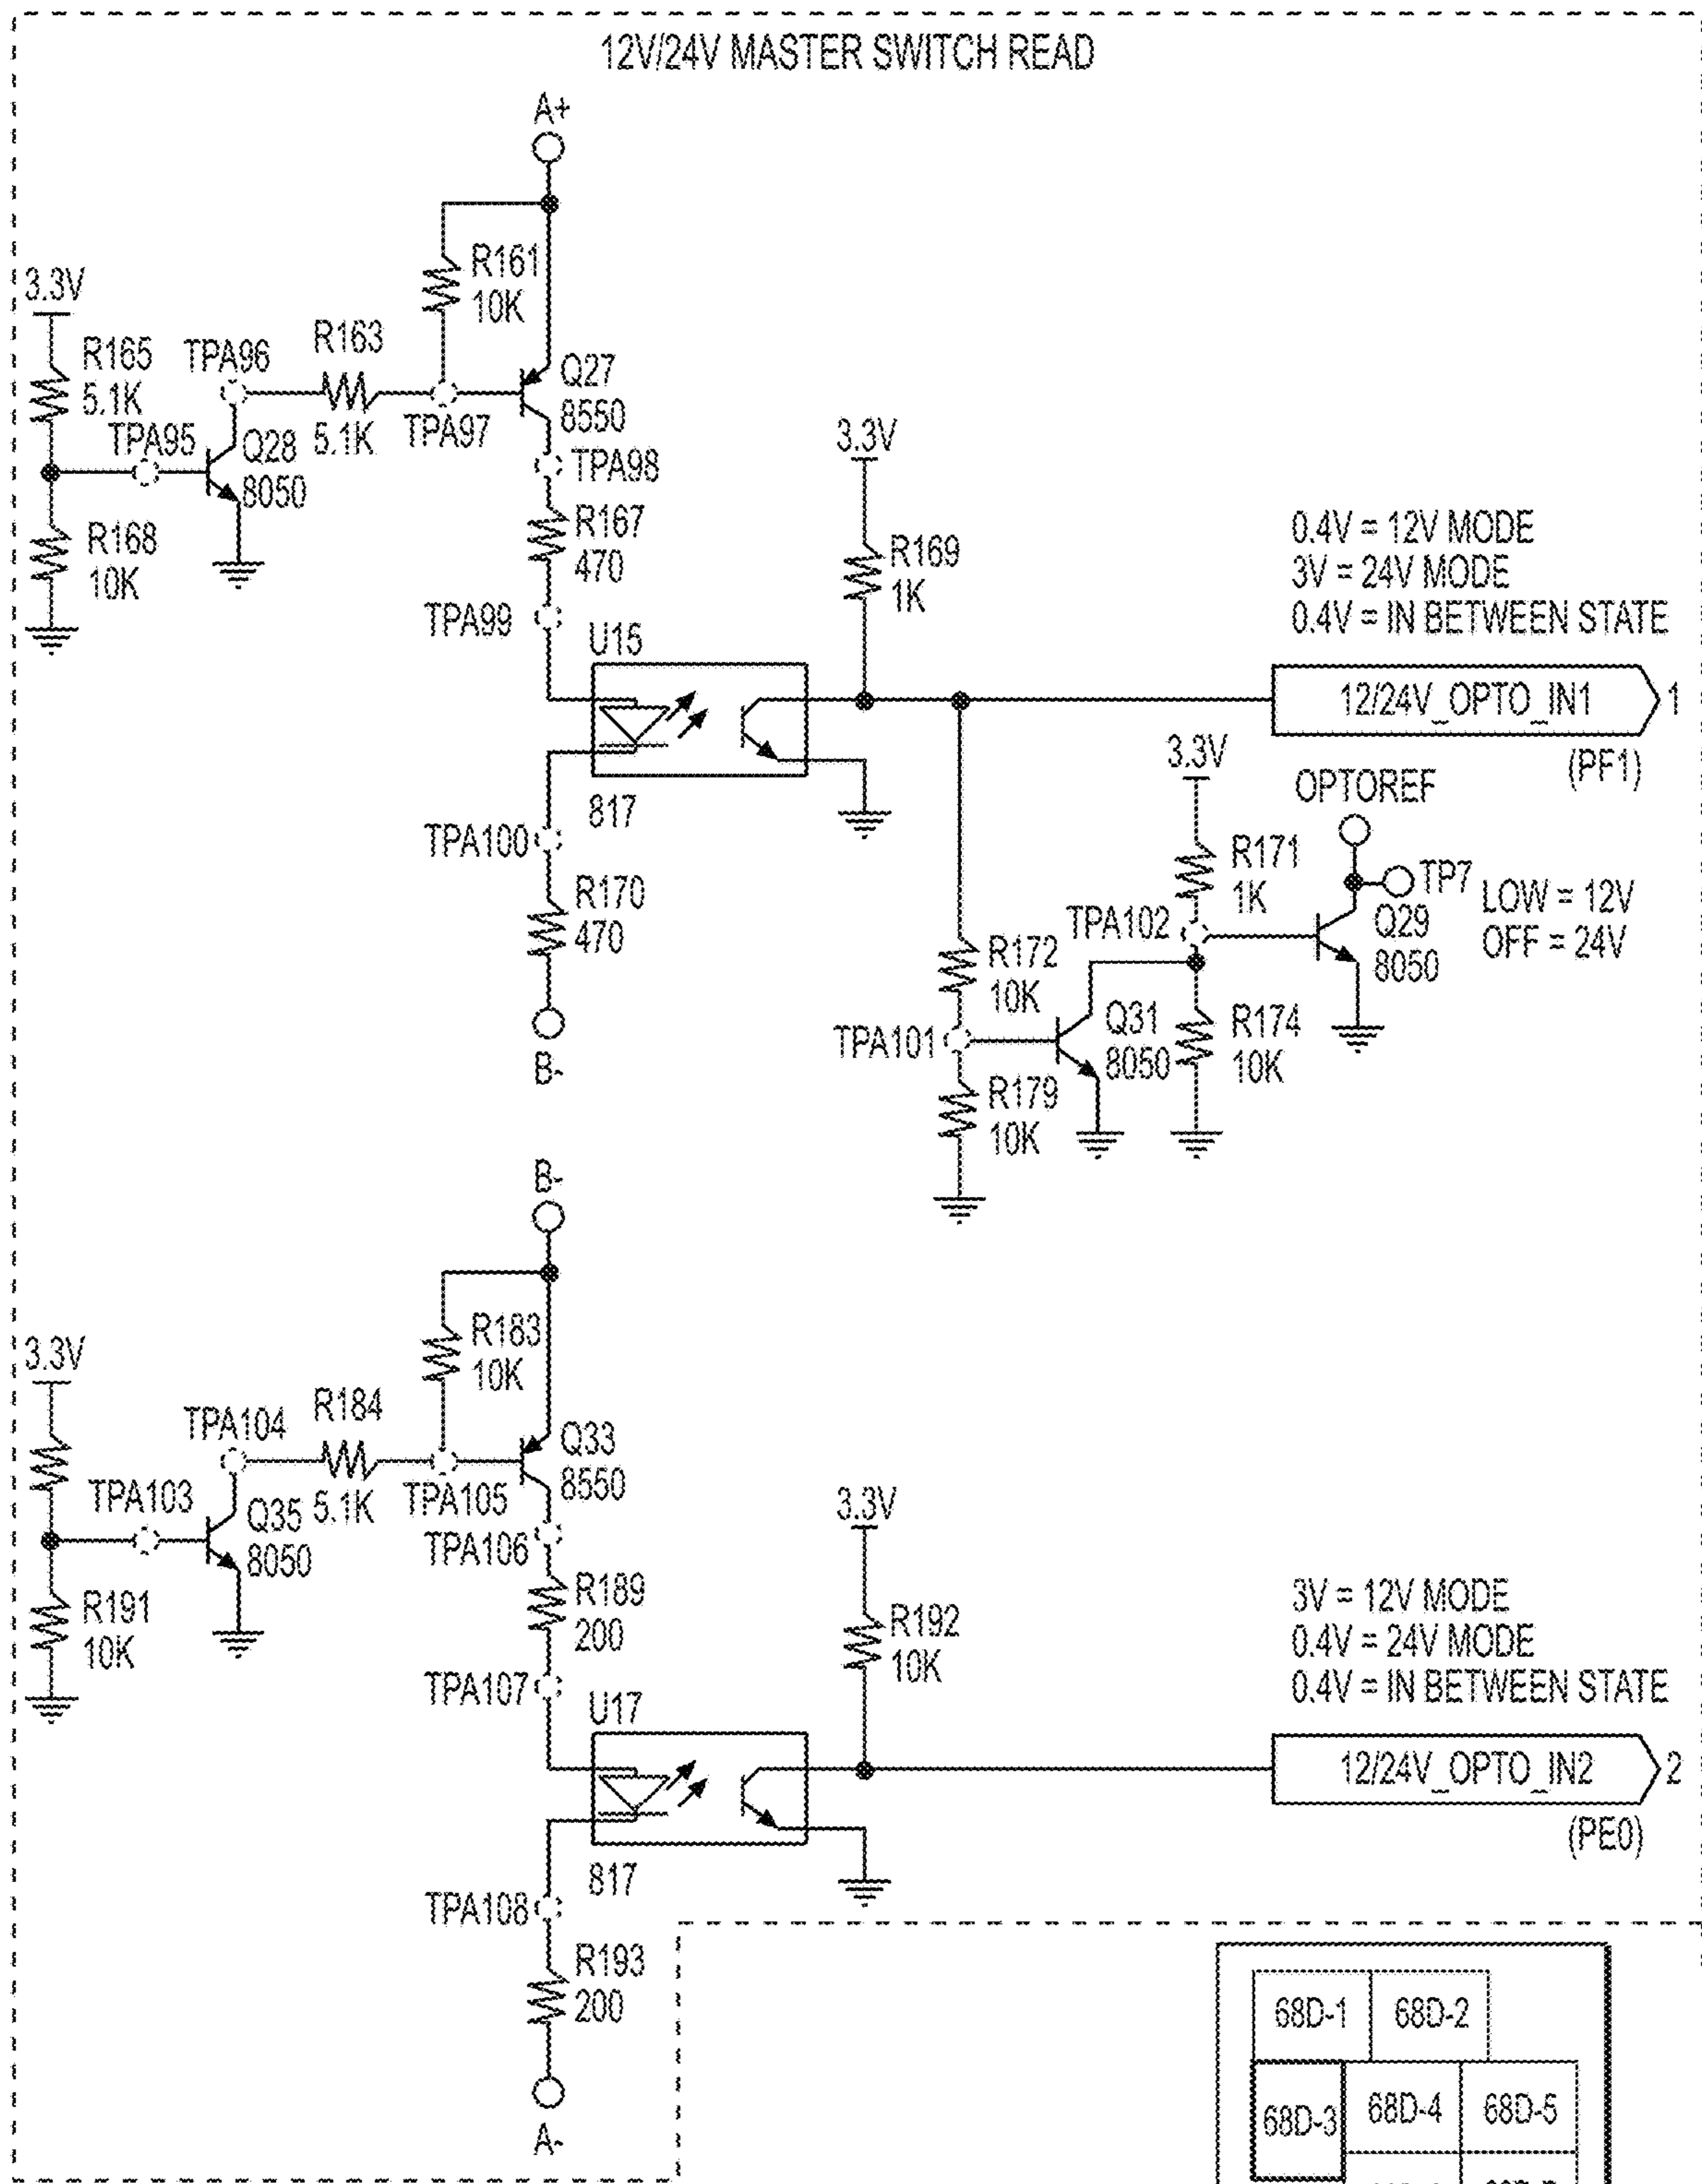 12V/24V MASTER SWITCH READ
A+
R161
10K
3.3V
R165
5.1K
TPA96
R163
5.1K
TPA97
Q27
8550
TPA95
Q28
8050
TPA98
R168
10K
R167
470
3.3V
R169
1K
0.4V = 12V MODE
3V = 24V MODE
0.4V = IN BETWEEN STATE
TPA99
U15
12/24V_OPTO_IN1
1
(PF1)
817
TPA100
R170
470
B-
3.3V
OPTOREF
R171
1K
TP7
LOW = 12V
OFF = 24V
TPA102
Q29
8050
R172
10K
TPA101
Q31
8050
R174
10K
R179
10K
B-
R183
10K
3.3V
TPA104
R184
5.1K
TPA105
Q33
8550
TPA103
Q35
8050
TPA106
R191
10K
R189
200
3.3V
R192
10K
3V = 12V MODE
0.4V = 24V MODE
0.4V = IN BETWEEN STATE
TPA107
U17
12/24V_OPTO_IN2
2
(PE0)
817
TPA108
R193
200
A-
68D-1
68D-2
68D-3
68D-4
68D-5